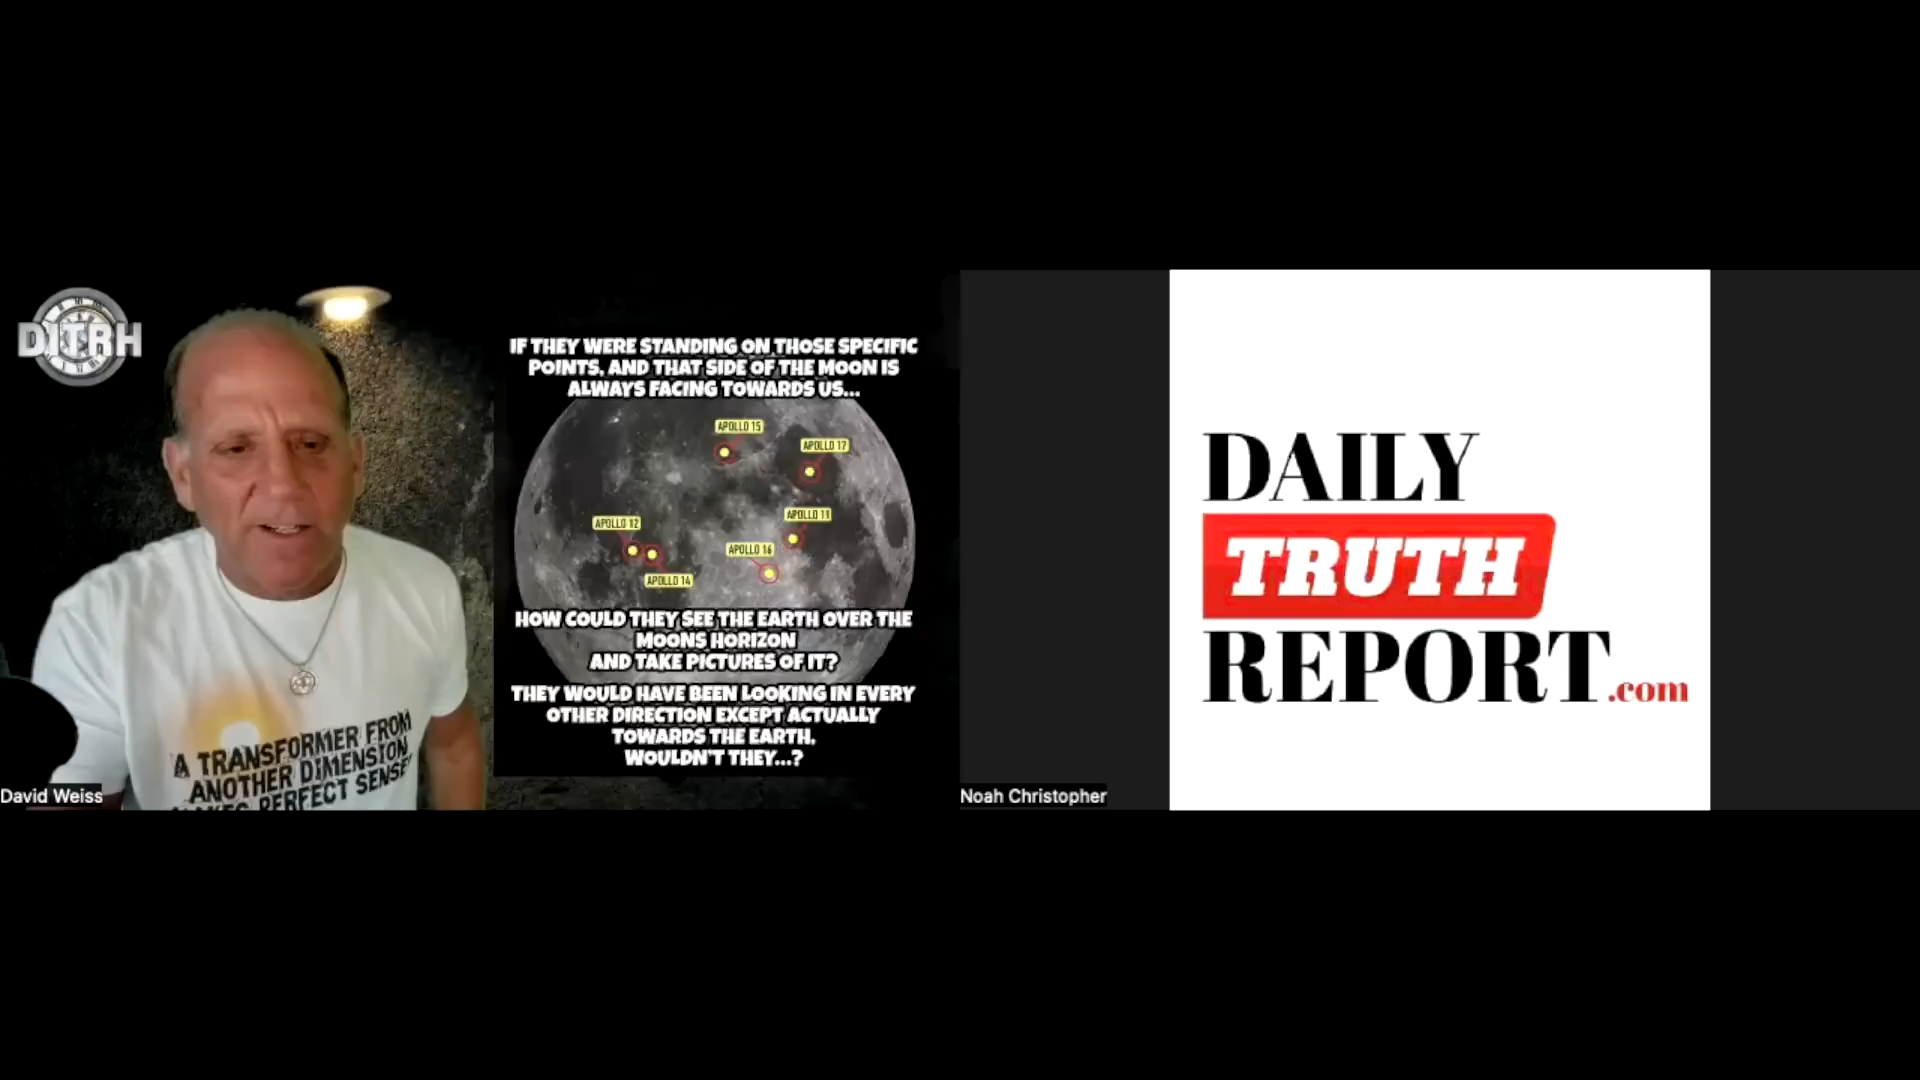 DITRH
IF THEY WERE STANDING ON THOSE SPECIFIC
POINTS, AND THAT SIDE OF THE MOON IS
ALWAYS FACING TOWARDS US...
APOLLO 15
APOLLO 17
APOLLO 12
APOLLO 11
APOLLO 16
APOLLO 14
HOW COULD THEY SEE THE EARTH OVER THE
MOONS HORIZON
AND TAKE PICTURES OF IT?
THEY WOULD HAVE BEEN LOOKING IN EVERY
OTHER DIRECTION EXCEPT ACTUALLY
TOWARDS THE EARTH,
WOULDN'T THEY...?
A TRANSFORMER FROM
ANOTHER DIMENSION
MAKES PERFECT SENSE
David Weiss
DAILY
TRUTH
REPORT.com
Noah Christopher